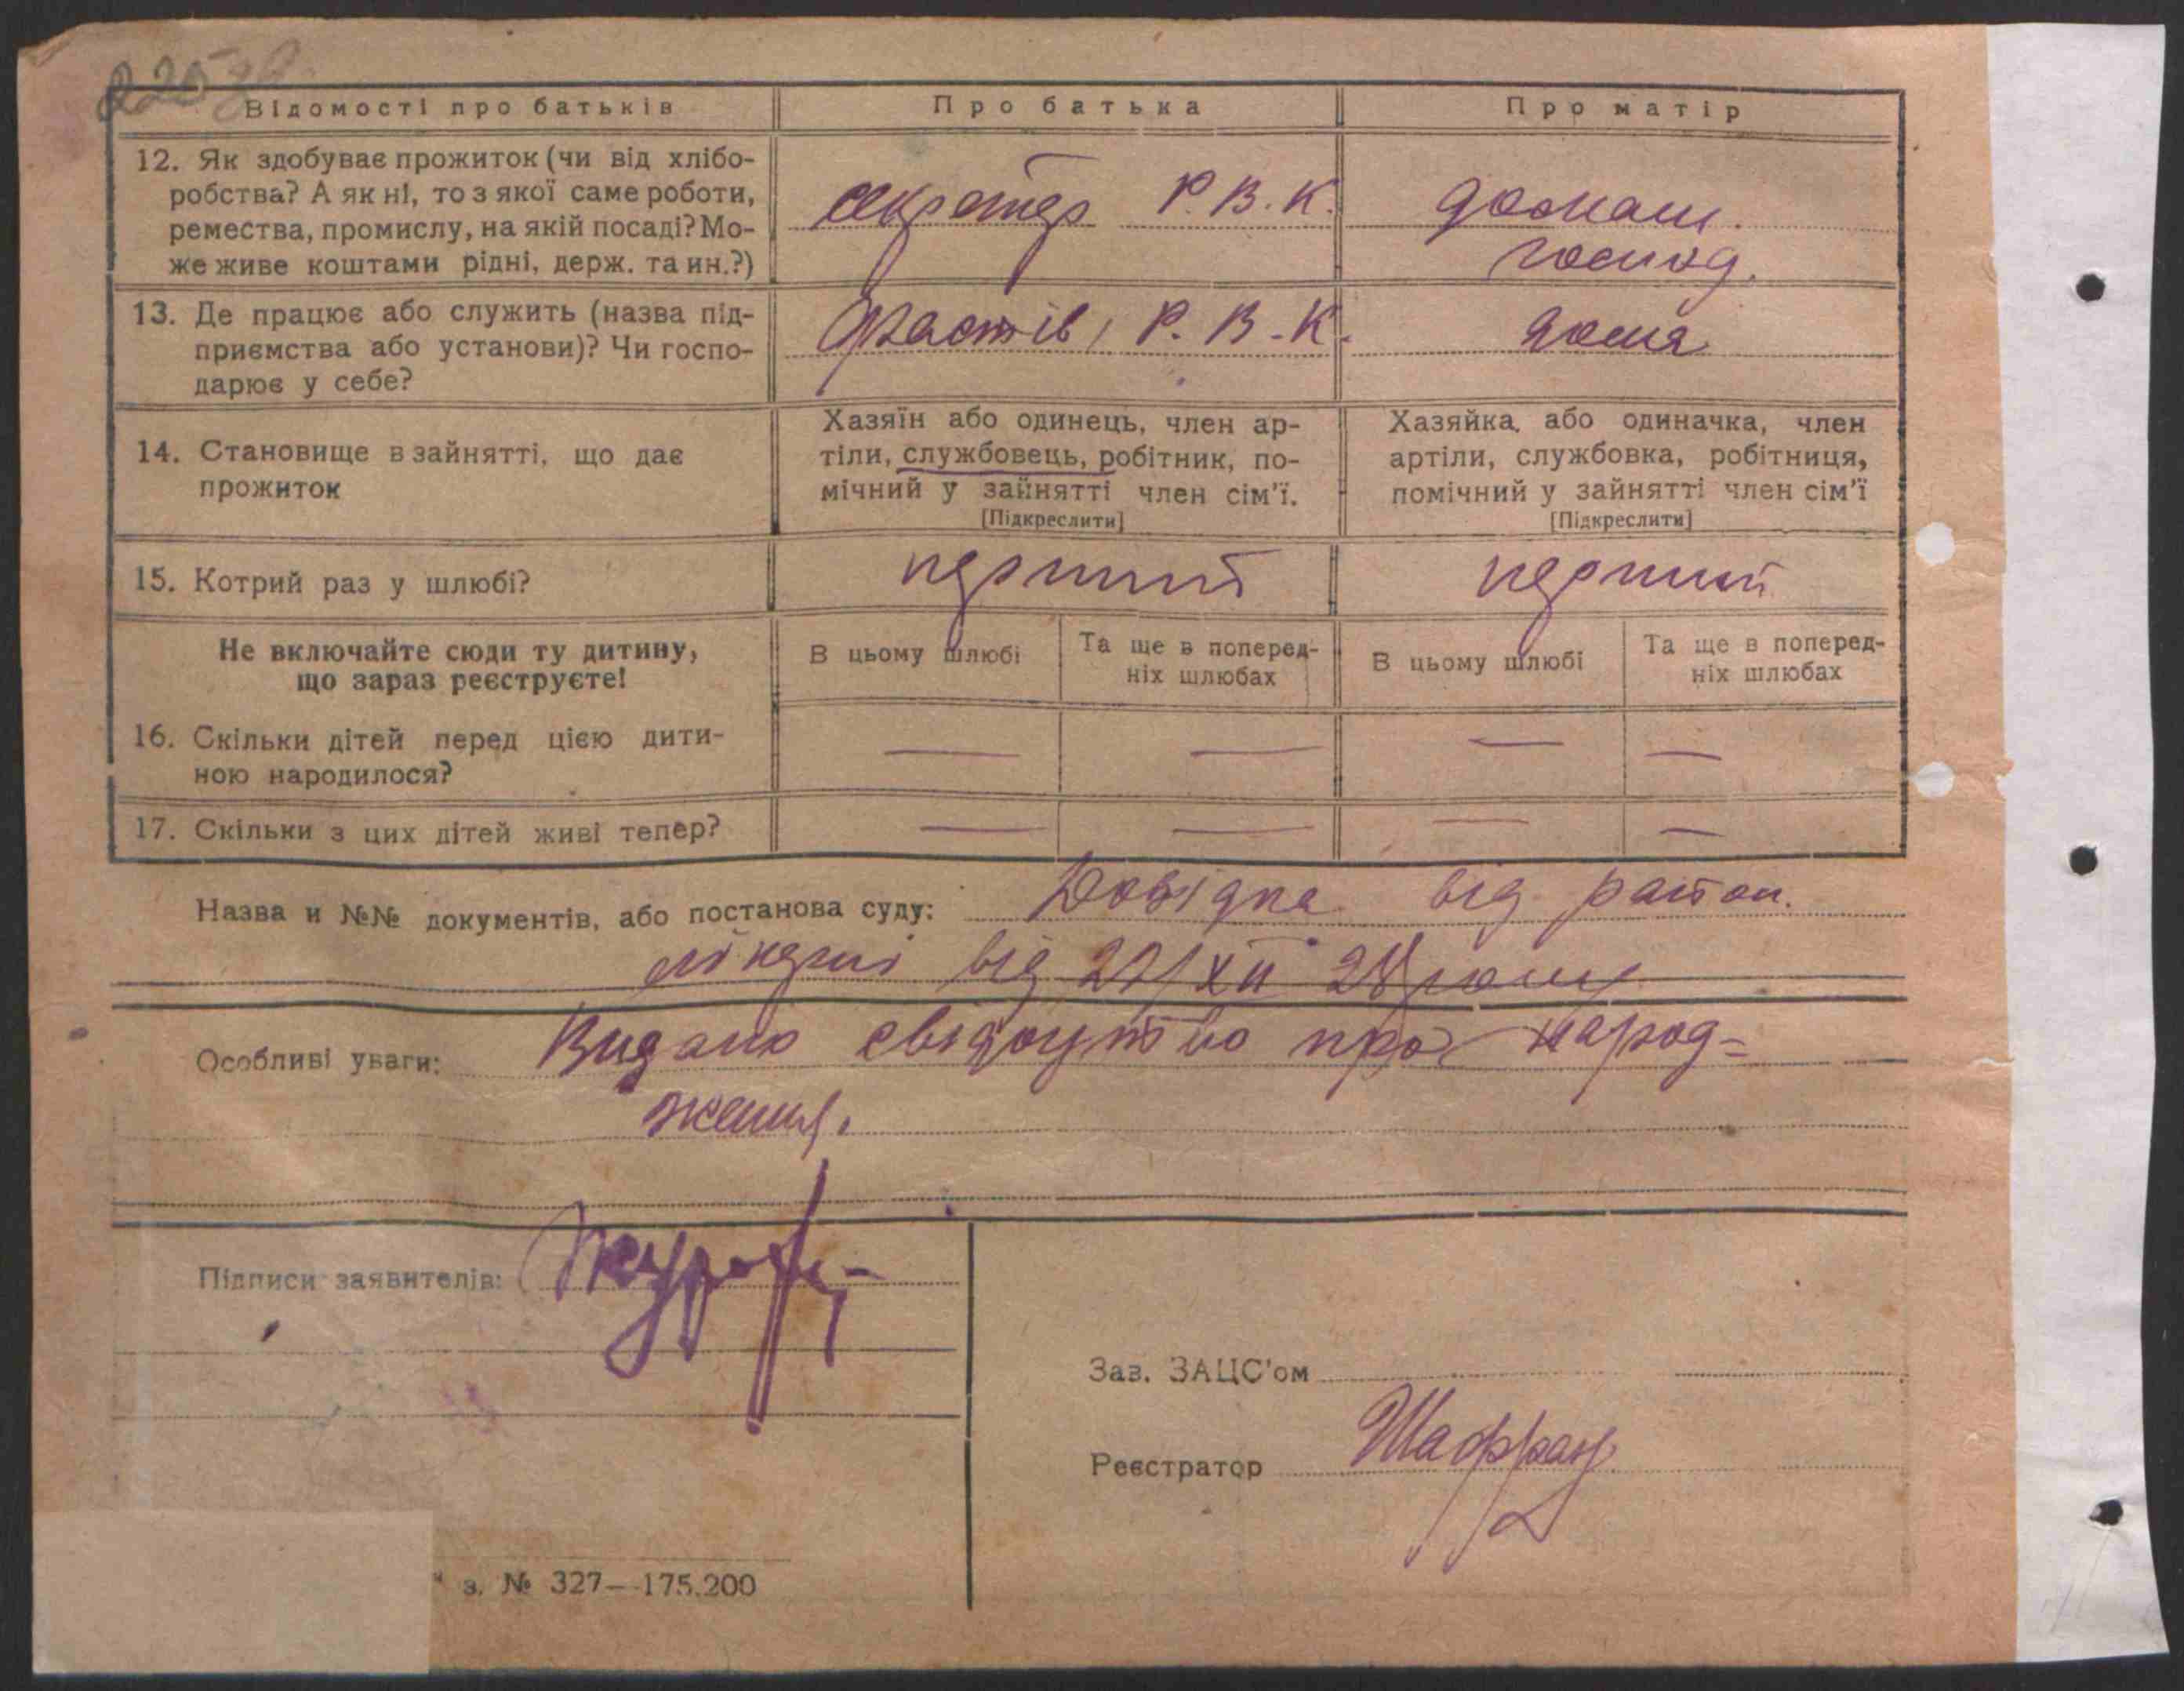 220 зв.
Відомості про батьків
Про батька
Про матір
12. Як здобуває прожиток (чи від хлібо-
робства? А як ні, то з якої саме роботи,
ремества, промислу, на якій посаді? Мо-
же живе коштами рідні, держ. та ин.?)
секретар Р.В.К.
домаш.
господ.
13. Де працює або служить (назва під-
приємства або установи)? Чи госпо-
дарює у себе?
Фастів, Р.В.К.
дома
14. Становище в зайнятті, що дає
прожиток
Хазяїн або одинець, член ар-
тіли, службовець, робітник, по-
мічний у зайнятті член сім'ї.
[Підкреслити]
Хазяйка, або одиначка, член
артіли, службовка, робітниця,
помічний у зайнятті член сім'ї
[Підкреслити]
15. Котрий раз у шлюбі?
перший
перший
Не включайте сюди ту дитину,
що зараз реєструєте!
В цьому шлюбі
Та ще в поперед-
ніх шлюбах
В цьому шлюбі
Та ще в поперед-
ніх шлюбах
16. Скільки дітей перед цією дити-
ною народилося?
— — — —
17. Скільки з цих дітей живі тепер?
— — — —
Назва и №№ документів, або постанова суду: Довідка від район.
лікарні від /XII 28 року
Особливі уваги: Видано свідоцтво про народ-
ження.
Підписи заявителів:
Зав. ЗАЦС'ом
Реєстратор Шафран
з. № 327—175.200